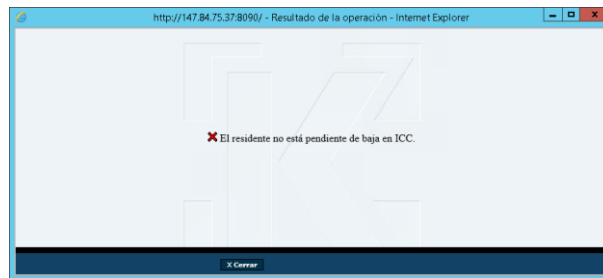 http://147.84.75.37:8090/ - Resultado de la operación - Internet Explorer
El residente no está pendiente de baja en ICC.
X Cerrar